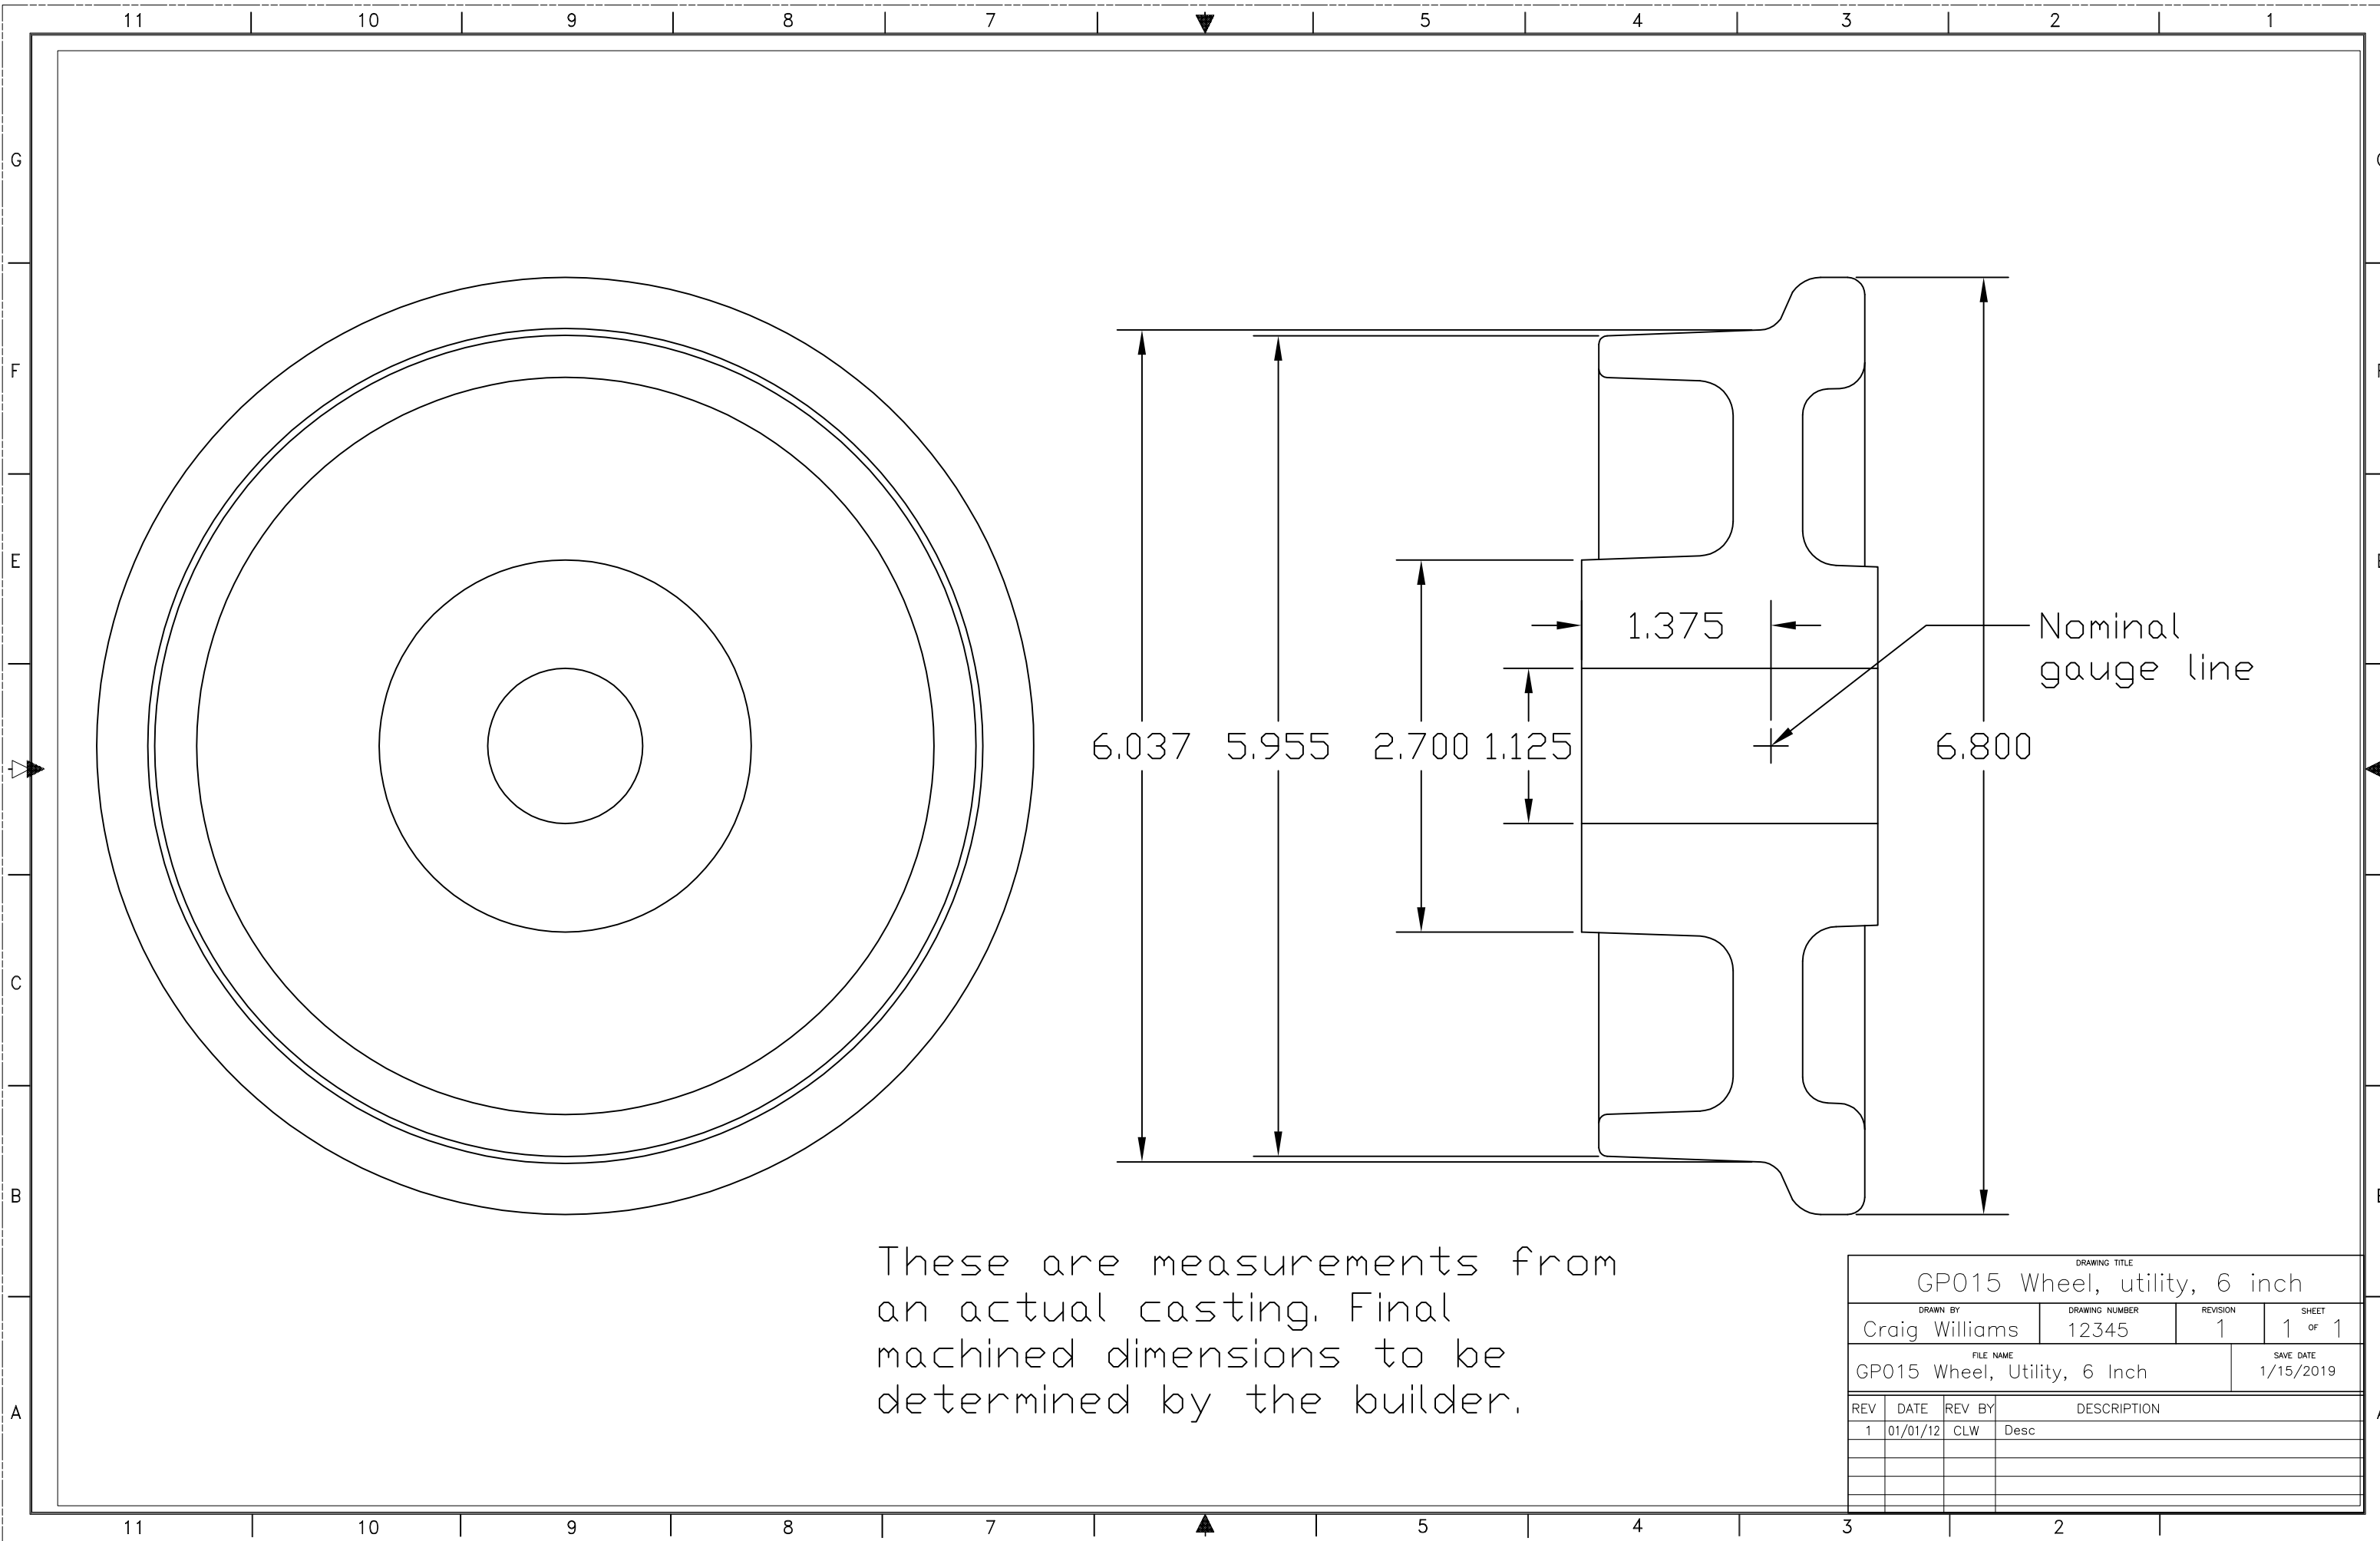 11 10 9 8 7 5 4 3 2 1
G
F
E
C
B
A
1.375
Nominal
gauge line
6.037 5.955 2.700 1.125 6.800
These are measurements from
an actual casting. Final
machined dimensions to be
determined by the builder.
DRAWING TITLE
GP015 Wheel, utility, 6 inch
DRAWN BY DRAWING NUMBER REVISION SHEET
Craig Williams 12345 1 1 OF 1
FILE NAME SAVE DATE
GP015 Wheel, Utility, 6 Inch 1/15/2019
REV DATE REV BY DESCRIPTION
1 01/01/12 CLW Desc
11 10 9 8 7 5 4 3 2